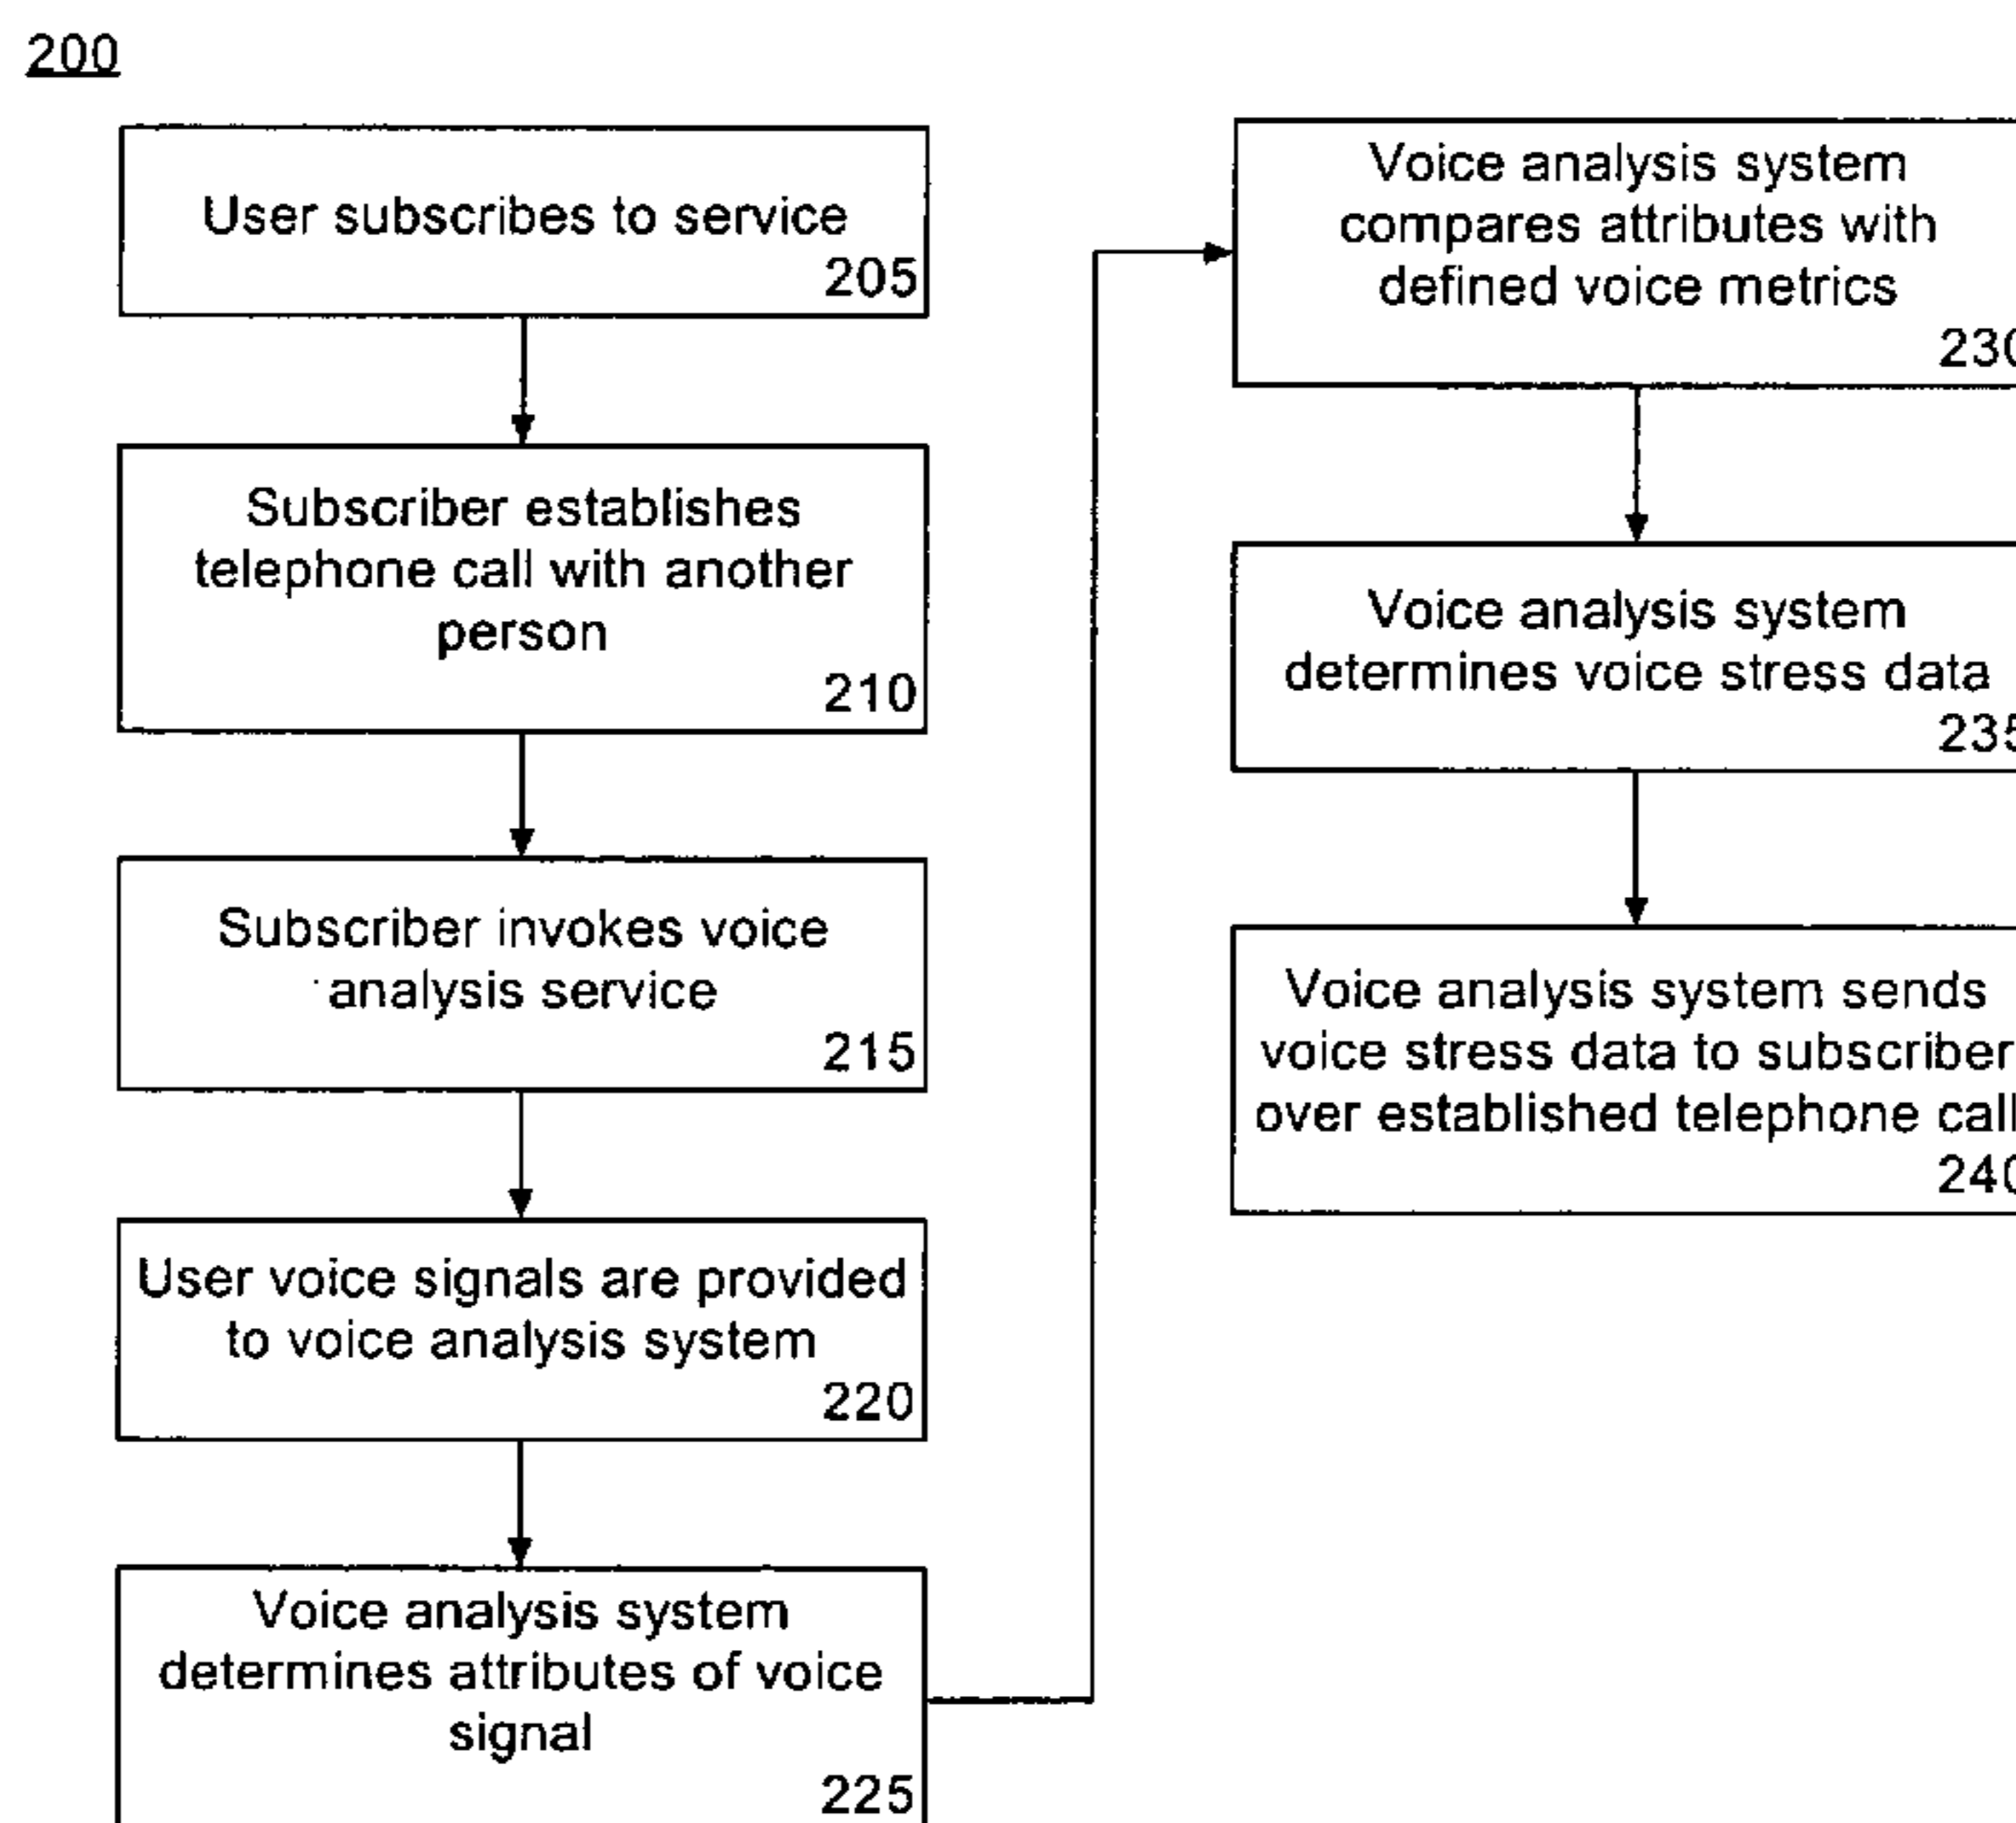 200
User subscribes to service
205
Subscriber establishes
telephone call with another
person
210
Subscriber invokes voice
analysis service
215
User voice signals are provided
to voice analysis system
220
Voice analysis system
determines attributes of voice
signal
225
Voice analysis system
compares attributes with
defined voice metrics
230
Voice analysis system
determines voice stress data
235
Voice analysis system sends
voice stress data to subscriber
over established telephone call
240